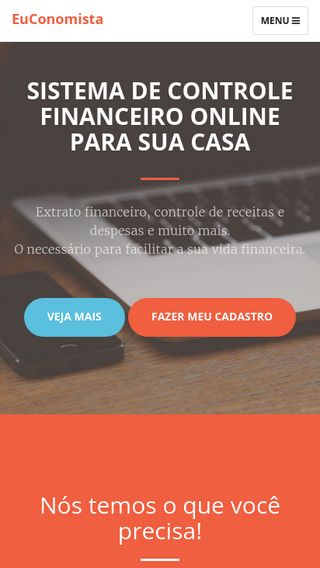 EuConomista
MENU
SISTEMA DE CONTROLE
FINANCEIRO ONLINE
PARA SUA CASA
Extrato financeiro, controle de receitas e
despesas e muito mais.
O necessário para facilitar a sua vida financeira.
VEJA MAIS
FAZER MEU CADASTRO
Nós temos o que você
precisa!